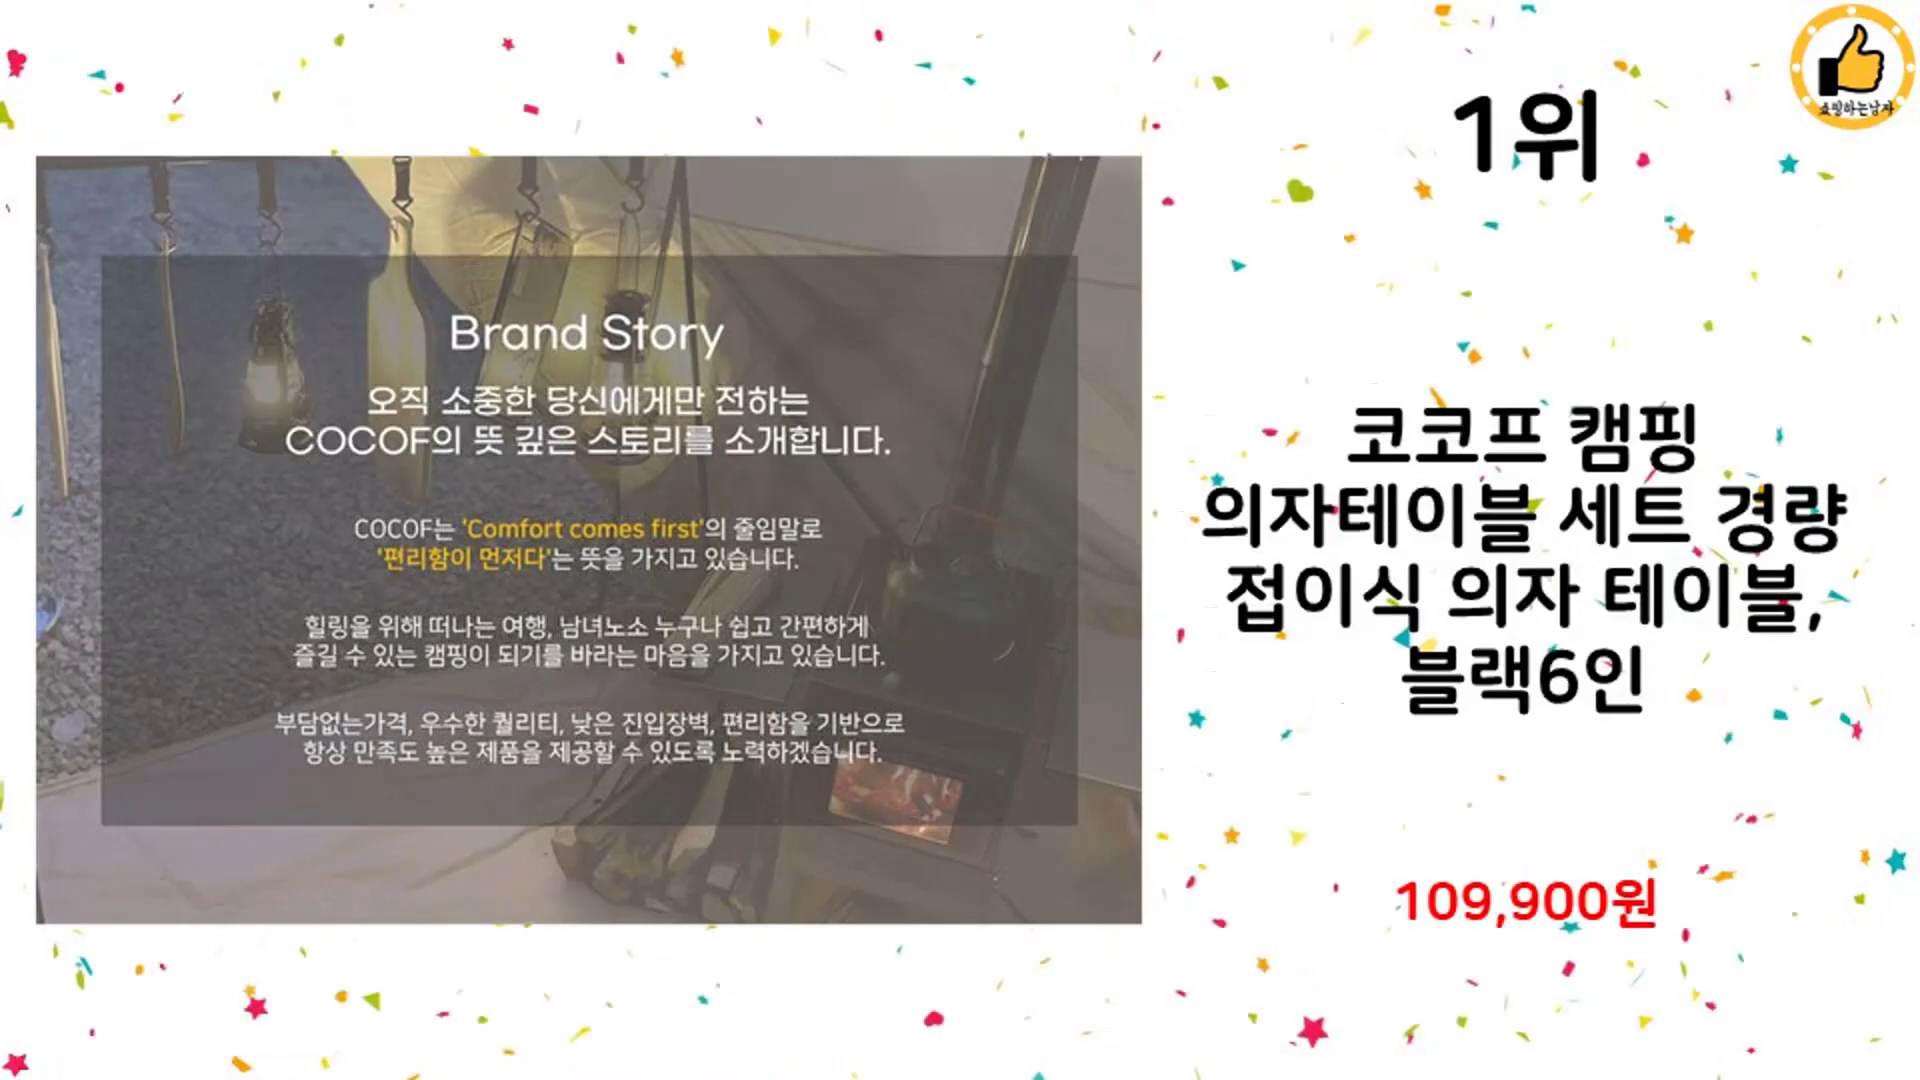 쇼핑하는남자
1위
Brand Story
오직 소중한 당신에게만 전하는
COCOF의 뜻 깊은 스토리를 소개합니다.
COCOF는 'Comfort comes first'의 줄임말로
'편리함이 먼저다'는 뜻을 가지고 있습니다.
힐링을 위해 떠나는 여행, 남녀노소 누구나 쉽고 간편하게
즐길 수 있는 캠핑이 되기를 바라는 마음을 가지고 있습니다.
부담없는가격, 우수한 퀄리티, 낮은 진입장벽, 편리함을 기반으로
항상 만족도 높은 제품을 제공할 수 있도록 노력하겠습니다.
코코프 캠핑
의자테이블 세트 경량
접이식 의자 테이블,
블랙6인
109,900원